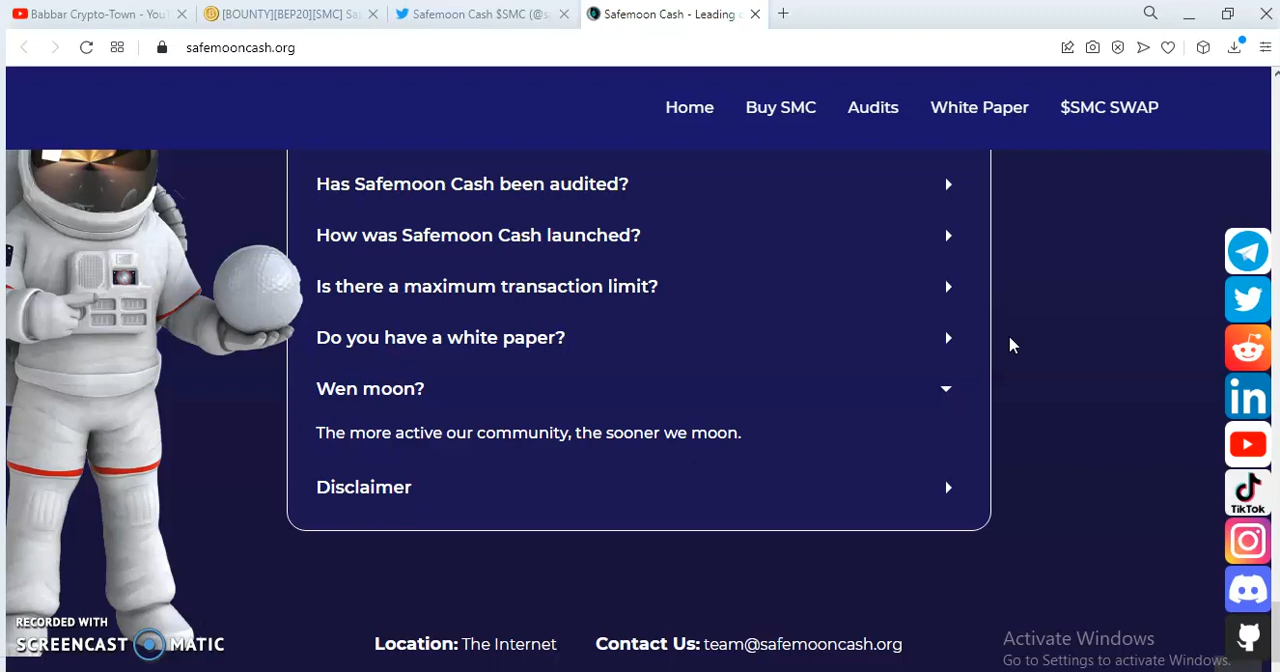 Babbar Crypto-Town - You
[BOUNTY][BEP20][SMC] Sa
Safemoon Cash $SMC (@s
Safemoon Cash - Leading
safemooncash.org
Home Buy SMC Audits White Paper $SMC SWAP
Has Safemoon Cash been audited?
How was Safemoon Cash launched?
Is there a maximum transaction limit?
Do you have a white paper?
Wen moon?
The more active our community, the sooner we moon.
Disclaimer
TikTok
RECORDED WITH
SCREENCAST MATIC
Location: The Internet Contact Us: team@safemooncash.org
Activate Windows
Go to Settings to activate Windows.